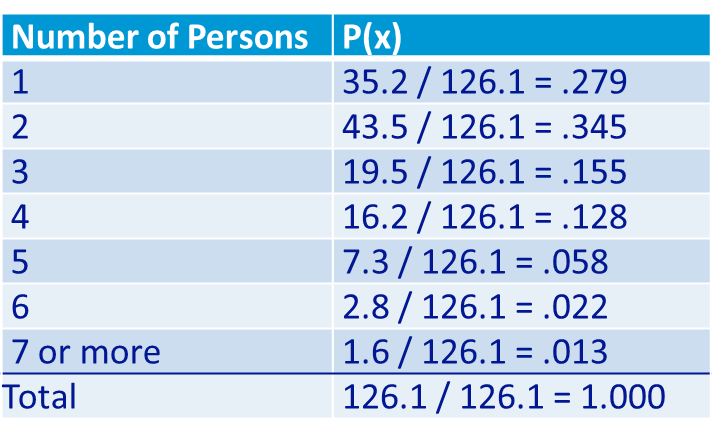 Number of Persons P(x)
1 35.2 / 126.1 = .279
2 43.5 / 126.1 = .345
3 19.5 / 126.1 = .155
4 16.2 / 126.1 = .128
5 7.3 / 126.1 = .058
6 2.8 / 126.1 = .022
7 or more 1.6 / 126.1 = .013
Total 126.1 / 126.1 = 1.000